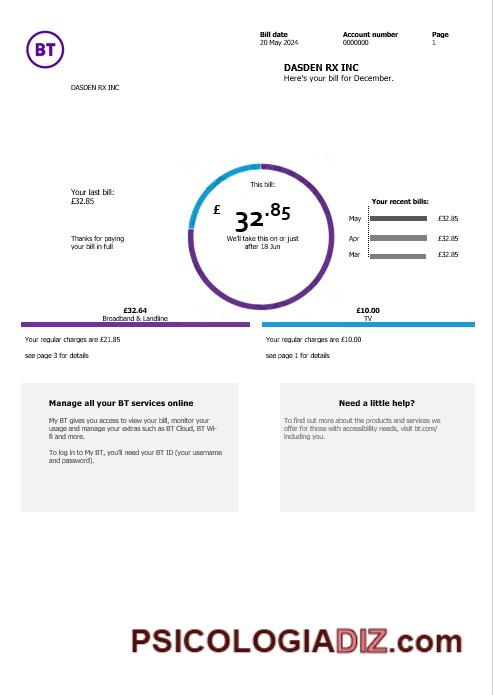 BT
Bill date Account number Page
20 May 2024 0000000 1
DASDEN RX INC
Here's your bill for December.
DASDEN RX INC
This bill:
£ 32.85
We'll take this on or just
after 18 Jun
Your last bill:
£32.85
Thanks for paying
your bill in full
Your recent bills:
May £32.85
Apr £32.85
Mar £32.85
£32.64
Broadband & Landline
Your regular charges are £21.85
see page 3 for details
£10.00
TV
Your regular charges are £10.00
see page 1 for details
Manage all your BT services online
My BT gives you access to view your bill, monitor your
usage and manage your extras such as BT Cloud, BT Wi-
fi and more.
To log in to My BT, you'll need your BT ID (your username
and password).
Need a little help?
To find out more about the products and services we
offer for those with accessibility needs, visit bt.com/
including you.
PSICOLOGIADIZ.com